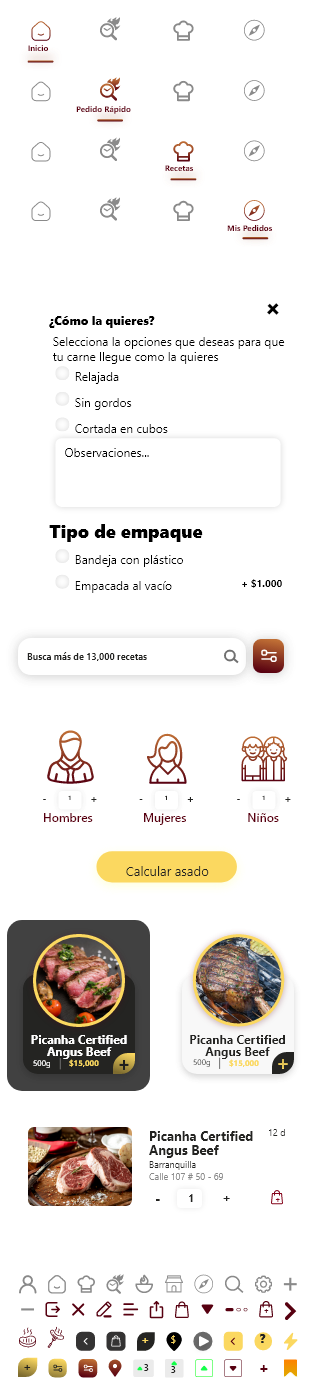 Inicio
Pedido Rápido
Recetas
Mis Pedidos
¿Cómo la quieres?
Selecciona la opciones que deseas para que
tu carne llegue como la quieres
Relajada
Sin gordos
Cortada en cubos
Observaciones...
Tipo de empaque
Bandeja con plástico
Empacada al vacío + $1.000
Busca más de 13,000 recetas
- 1 + - 1 + - 1 +
Hombres Mujeres Niños
Calcular asado
Picanha Certified
Angus Beef
500g | $15,000
+
Picanha Certified
Angus Beef
500g | $15,000
+
Picanha Certified 12 d
Angus Beef
Barranquilla
Calle 107 # 50 - 69
- 1 +
$ ?
3 3